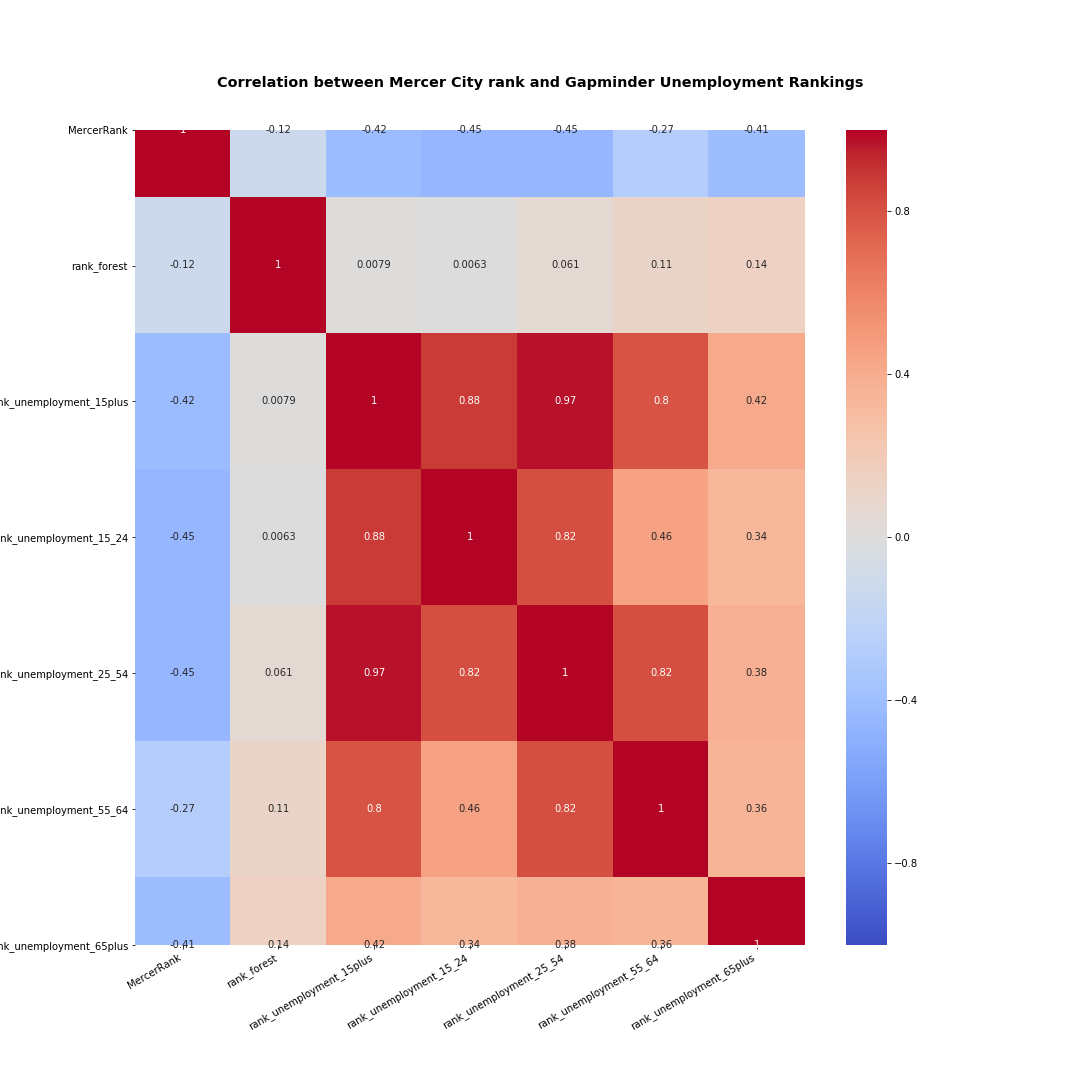 Correlation between Mercer City rank and Gapminder Unemployment Rankings
MercerRank 1 -0.12 -0.42 -0.45 -0.45 -0.27 -0.41
rank_forest -0.12 1 0.0079 0.0063 0.061 0.11 0.14
nk_unemployment_15plus -0.42 0.0079 1 0.88 0.97 0.8 0.42
nk_unemployment_15_24 -0.45 0.0063 0.88 1 0.82 0.46 0.34
nk_unemployment_25_54 -0.45 0.061 0.97 0.82 1 0.82 0.38
nk_unemployment_55_64 -0.27 0.11 0.8 0.46 0.82 1 0.36
nk_unemployment_65plus -0.41 0.14 0.42 0.34 0.38 0.36 1
MercerRank rank_forest rank_unemployment_15plus rank_unemployment_15_24 rank_unemployment_25_54 rank_unemployment_55_64 rank_unemployment_65plus
0.8
0.4
0.0
−0.4
−0.8